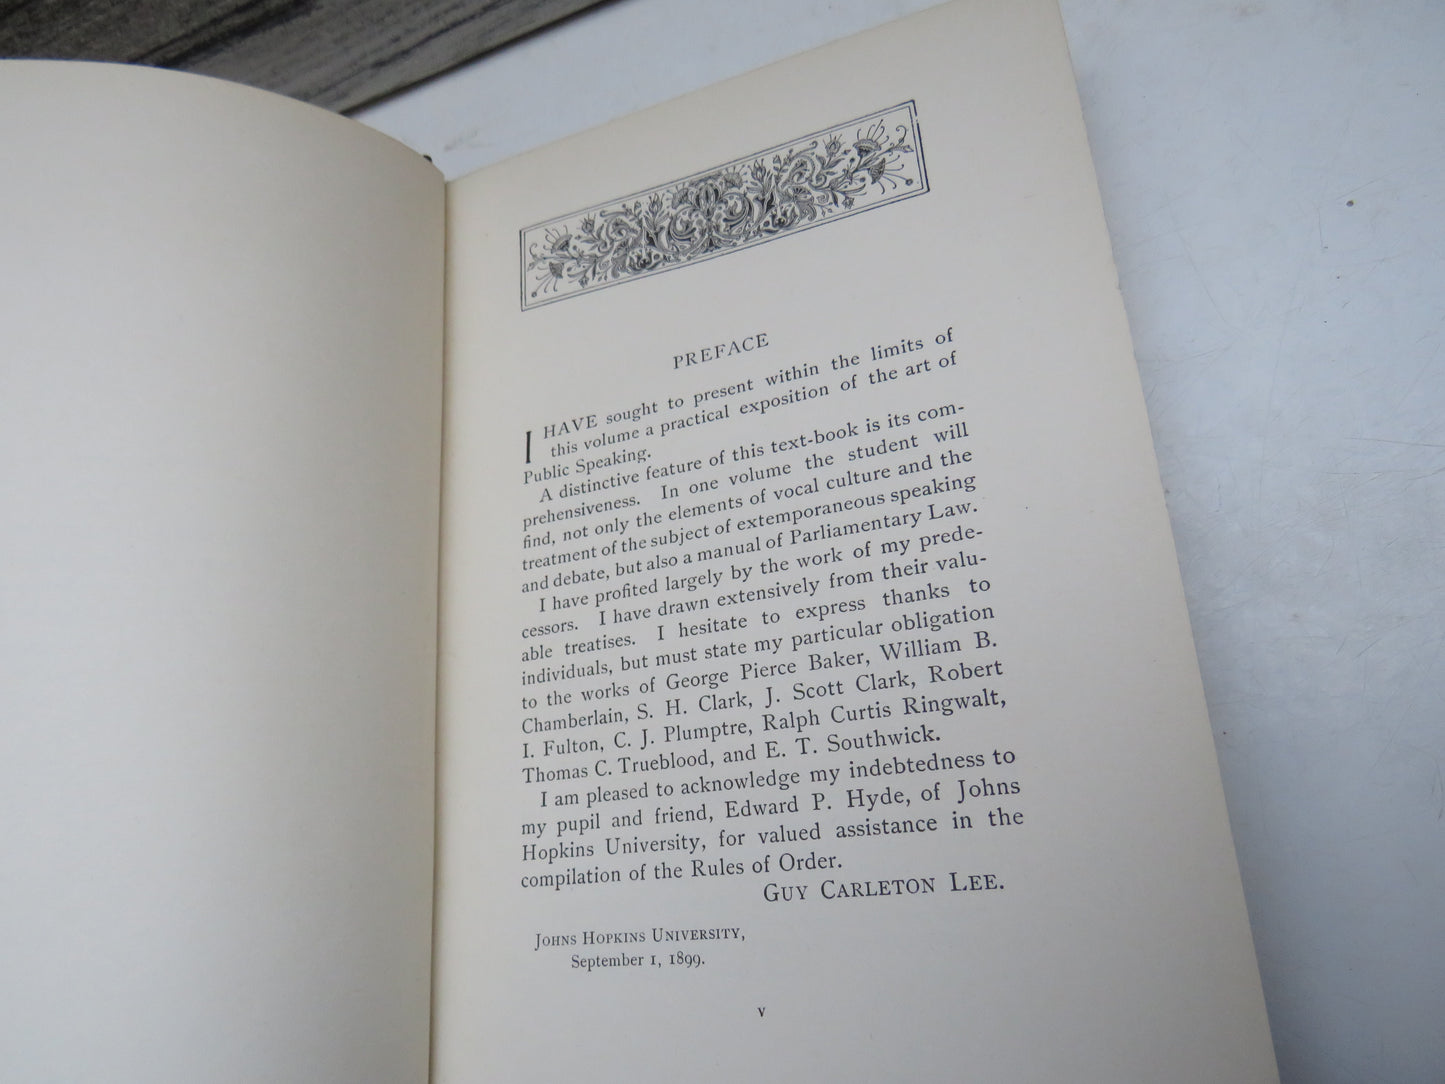 PREFACE
I HAVE sought to present within the limits of
this volume a practical exposition of the art of
Public Speaking.
A distinctive feature of this text-book is its com-
prehensiveness. In one volume the student will
find, not only the elements of vocal culture and the
treatment of the subject of extemporaneous speaking
and debate, but also a manual of Parliamentary Law.
I have profited largely by the work of my prede-
cessors. I have drawn extensively from their valu-
able treatises. I hesitate to express thanks to
individuals, but must state my particular obligation
to the works of George Pierce Baker, William B.
Chamberlain, S. H. Clark, J. Scott Clark, Robert
I. Fulton, C. J. Plumptre, Ralph Curtis Ringwalt,
Thomas C. Trueblood, and E. T. Southwick.
I am pleased to acknowledge my indebtedness to
my pupil and friend, Edward P. Hyde, of Johns
Hopkins University, for valued assistance in the
compilation of the Rules of Order.
GUY CARLETON LEE.
JOHNS HOPKINS UNIVERSITY,
September 1, 1899.
v